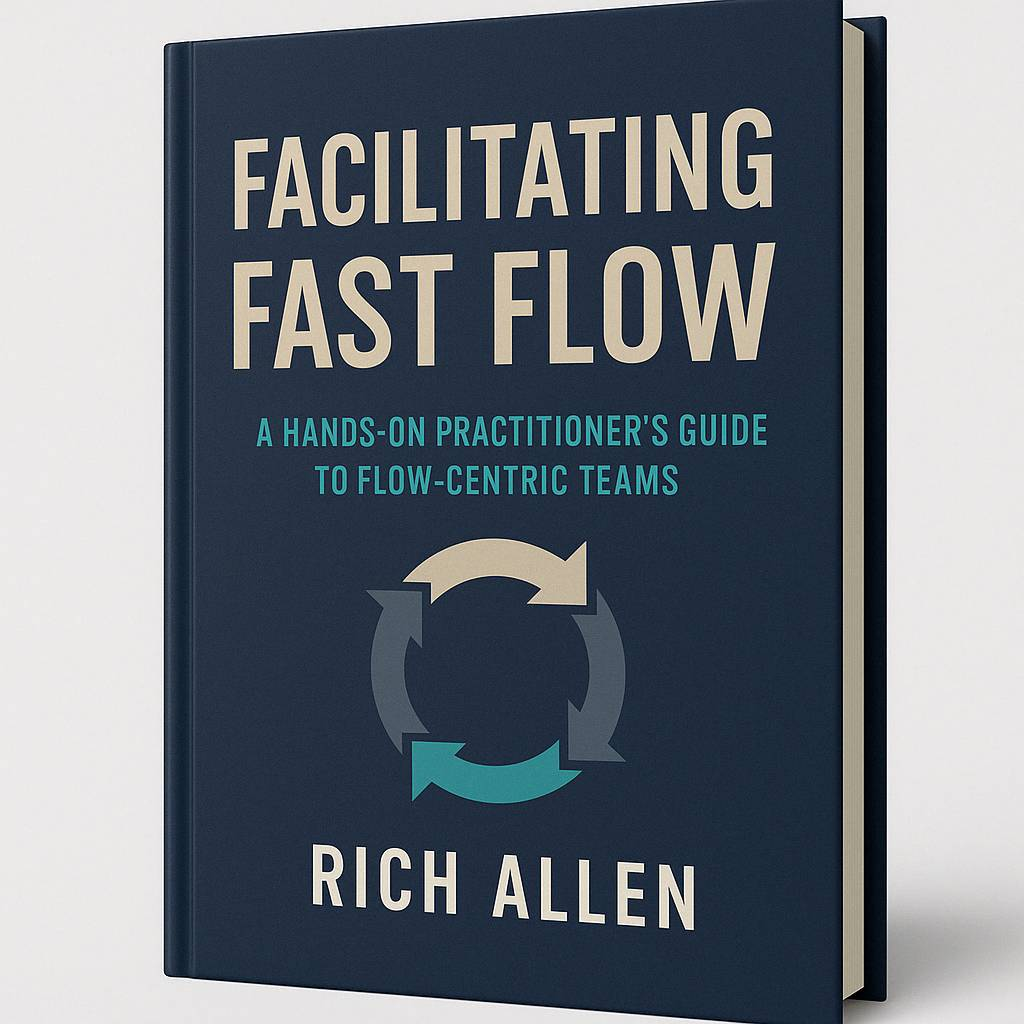 FACILITATING
FAST FLOW
A HANDS-ON PRACTITIONER'S GUIDE
TO FLOW-CENTRIC TEAMS
RICH ALLEN